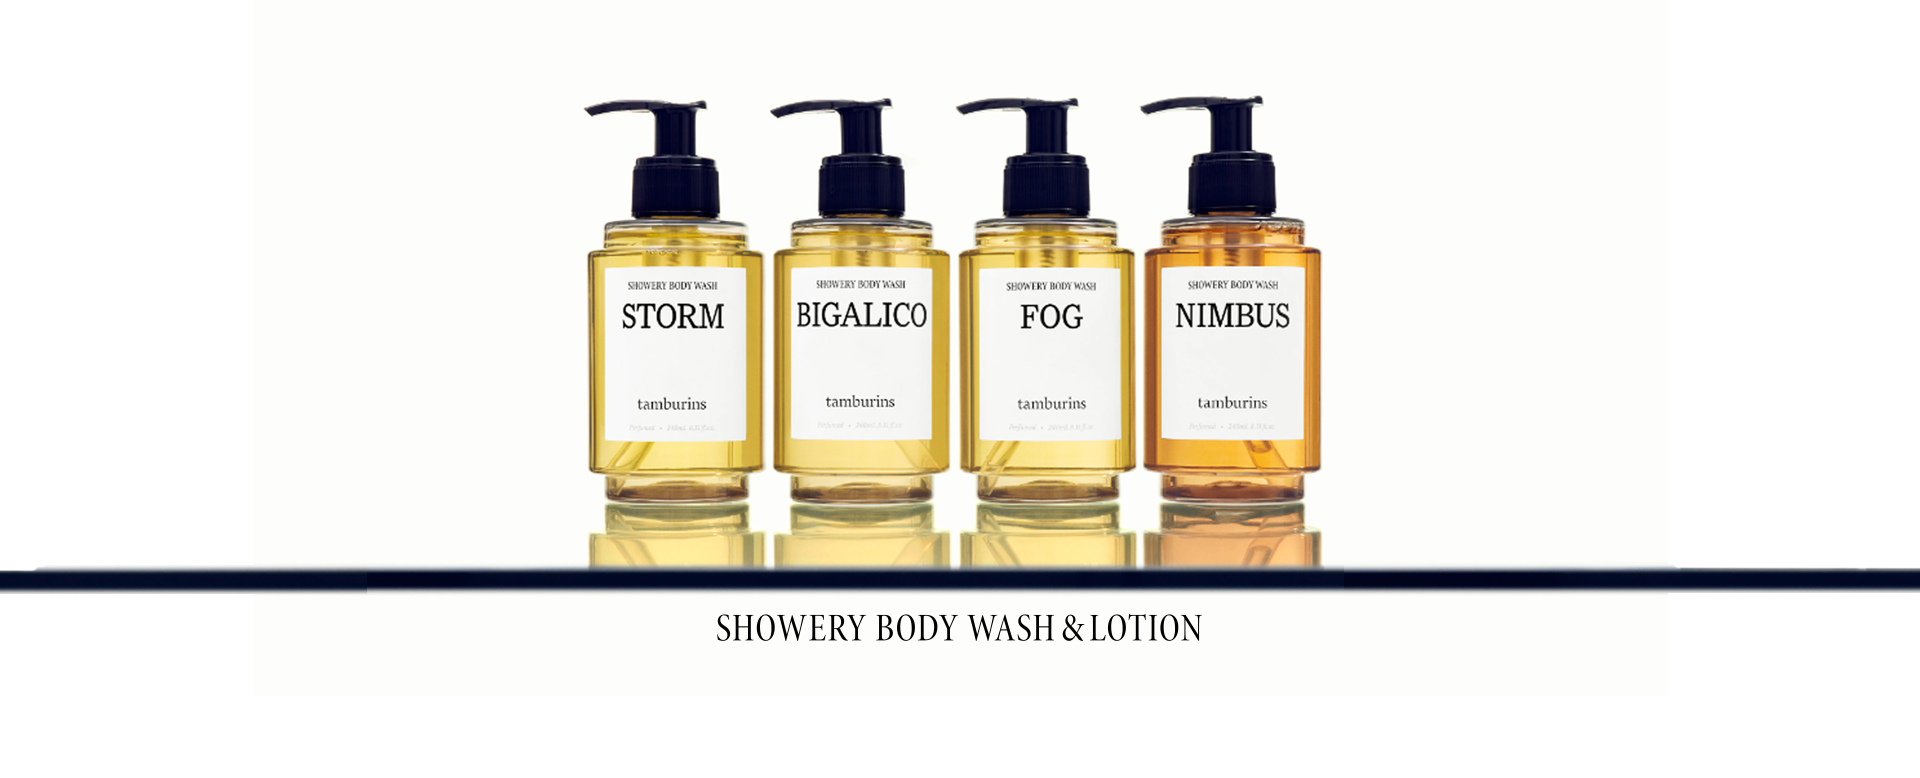 SHOWERY BODY WASH
STORM
tamburins
SHOWERY BODY WASH
BIGALICO
tamburins
SHOWERY BODY WASH
FOG
tamburins
SHOWERY BODY WASH
NIMBUS
tamburins
SHOWERY BODY WASH & LOTION